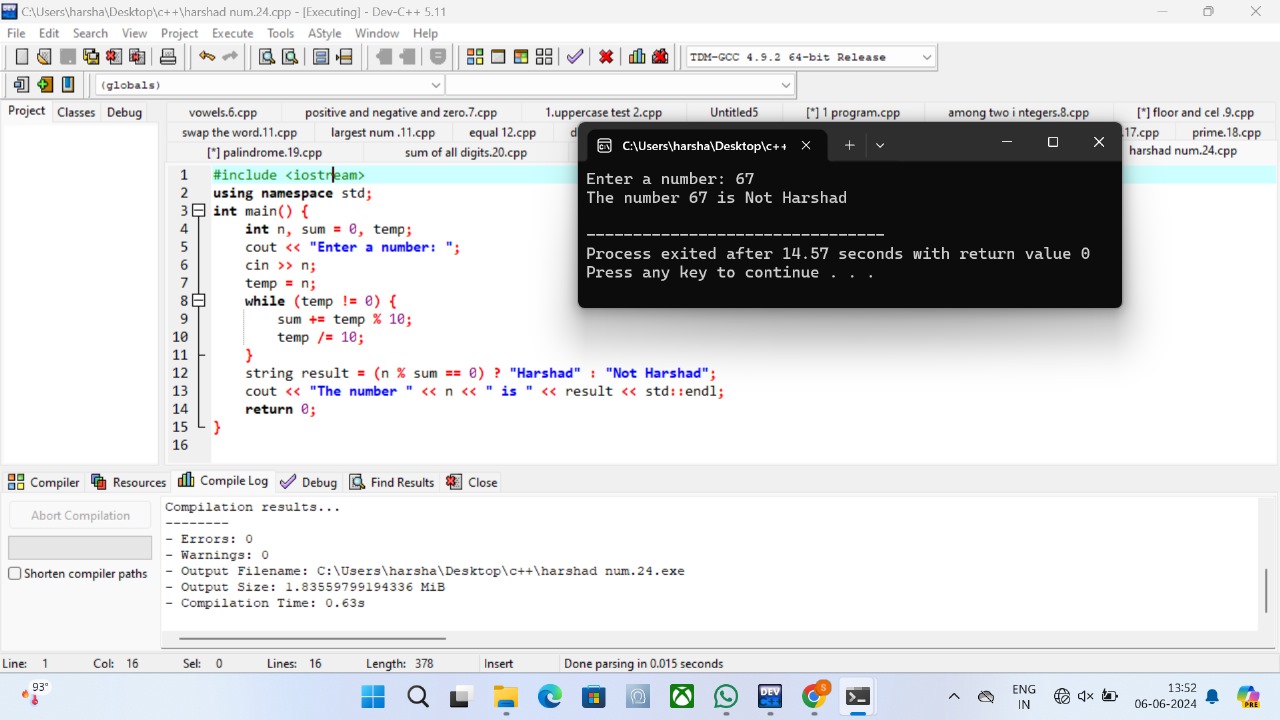 C:\Users\harsha\Desktop\c++\harshad num.24.cpp - [Executing] - Dev-C++ 5.11
File Edit Search View Project Execute Tools AStyle Window Help
TDM-GCC 4.9.2 64-bit Release
(globals)
Project Classes Debug
vowels.6.cpp positive and negative and zero.7.cpp 1.uppercase test 2.cpp Untitled5 [*] 1 program.cpp among two i ntegers.8.cpp [*] floor and cel .9.cpp
swap the word.11.cpp largest num .11.cpp equal 12.cpp 17.cpp prime.18.cpp
[*] palindrome.19.cpp sum of all digits.20.cpp harshad num.24.cpp
1 #include <iostream>
2 using namespace std;
3 int main() {
4 int n, sum = 0, temp;
5 cout << "Enter a number: ";
6 cin >> n;
7 temp = n;
8 while (temp != 0) {
9 sum += temp % 10;
10 temp /= 10;
11 }
12 string result = (n % sum == 0) ? "Harshad" : "Not Harshad";
13 cout << "The number " << n << " is " << result << std::endl;
14 return 0;
15 }
16
C:\Users\harsha\Desktop\c++
Enter a number: 67
The number 67 is Not Harshad
--------------------------------
Process exited after 14.57 seconds with return value 0
Press any key to continue . . .
Compiler Resources Compile Log Debug Find Results Close
Abort Compilation
Shorten compiler paths
Compilation results...
--------
- Errors: 0
- Warnings: 0
- Output Filename: C:\Users\harsha\Desktop\c++\harshad num.24.exe
- Output Size: 1.83559799194336 MiB
- Compilation Time: 0.63s
Line: 1 Col: 16 Sel: 0 Lines: 16 Length: 378 Insert Done parsing in 0.015 seconds
93°
DEV
S
ENG
IN
13:52
06-06-2024
PRE